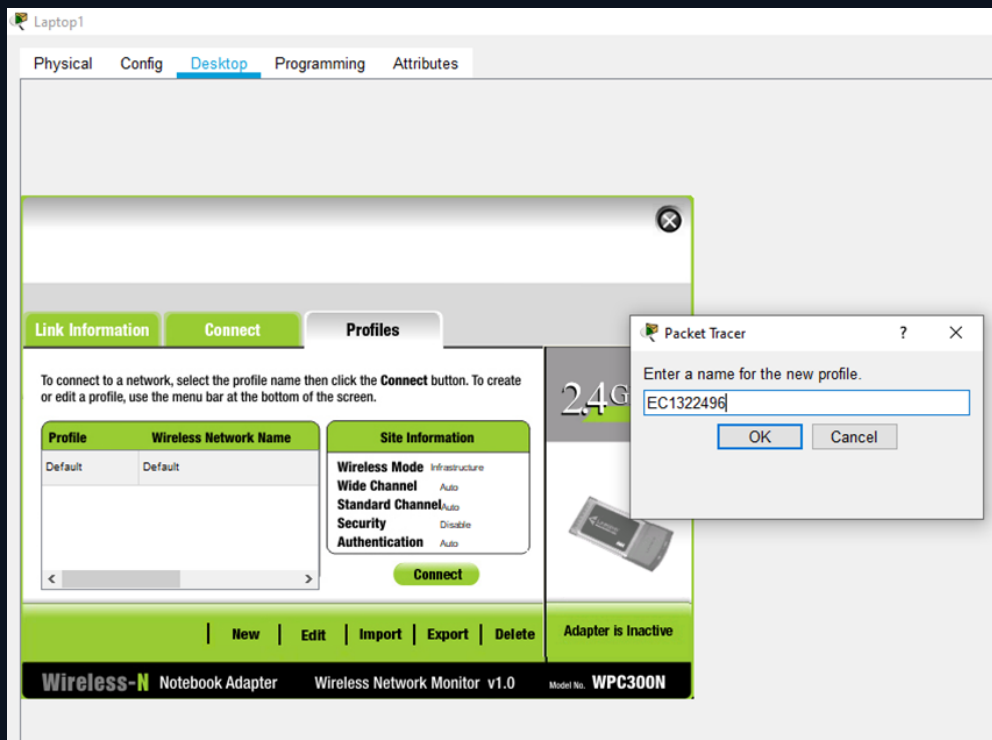 Laptop1
Physical Config Desktop Programming Attributes
Link Information Connect Profiles
To connect to a network, select the profile name then click the Connect button. To create
or edit a profile, use the menu bar at the bottom of the screen.
Profile Wireless Network Name
Default Default
Site Information
Wireless Mode Infrastructure
Wide Channel Auto
Standard Channel Auto
Security Disable
Authentication Auto
Connect
2.4G
New Edit Import Export Delete
Adapter is Inactive
Wireless-N Notebook Adapter Wireless Network Monitor v1.0 Model No. WPC300N
Packet Tracer ?
Enter a name for the new profile.
EC1322496
OK Cancel